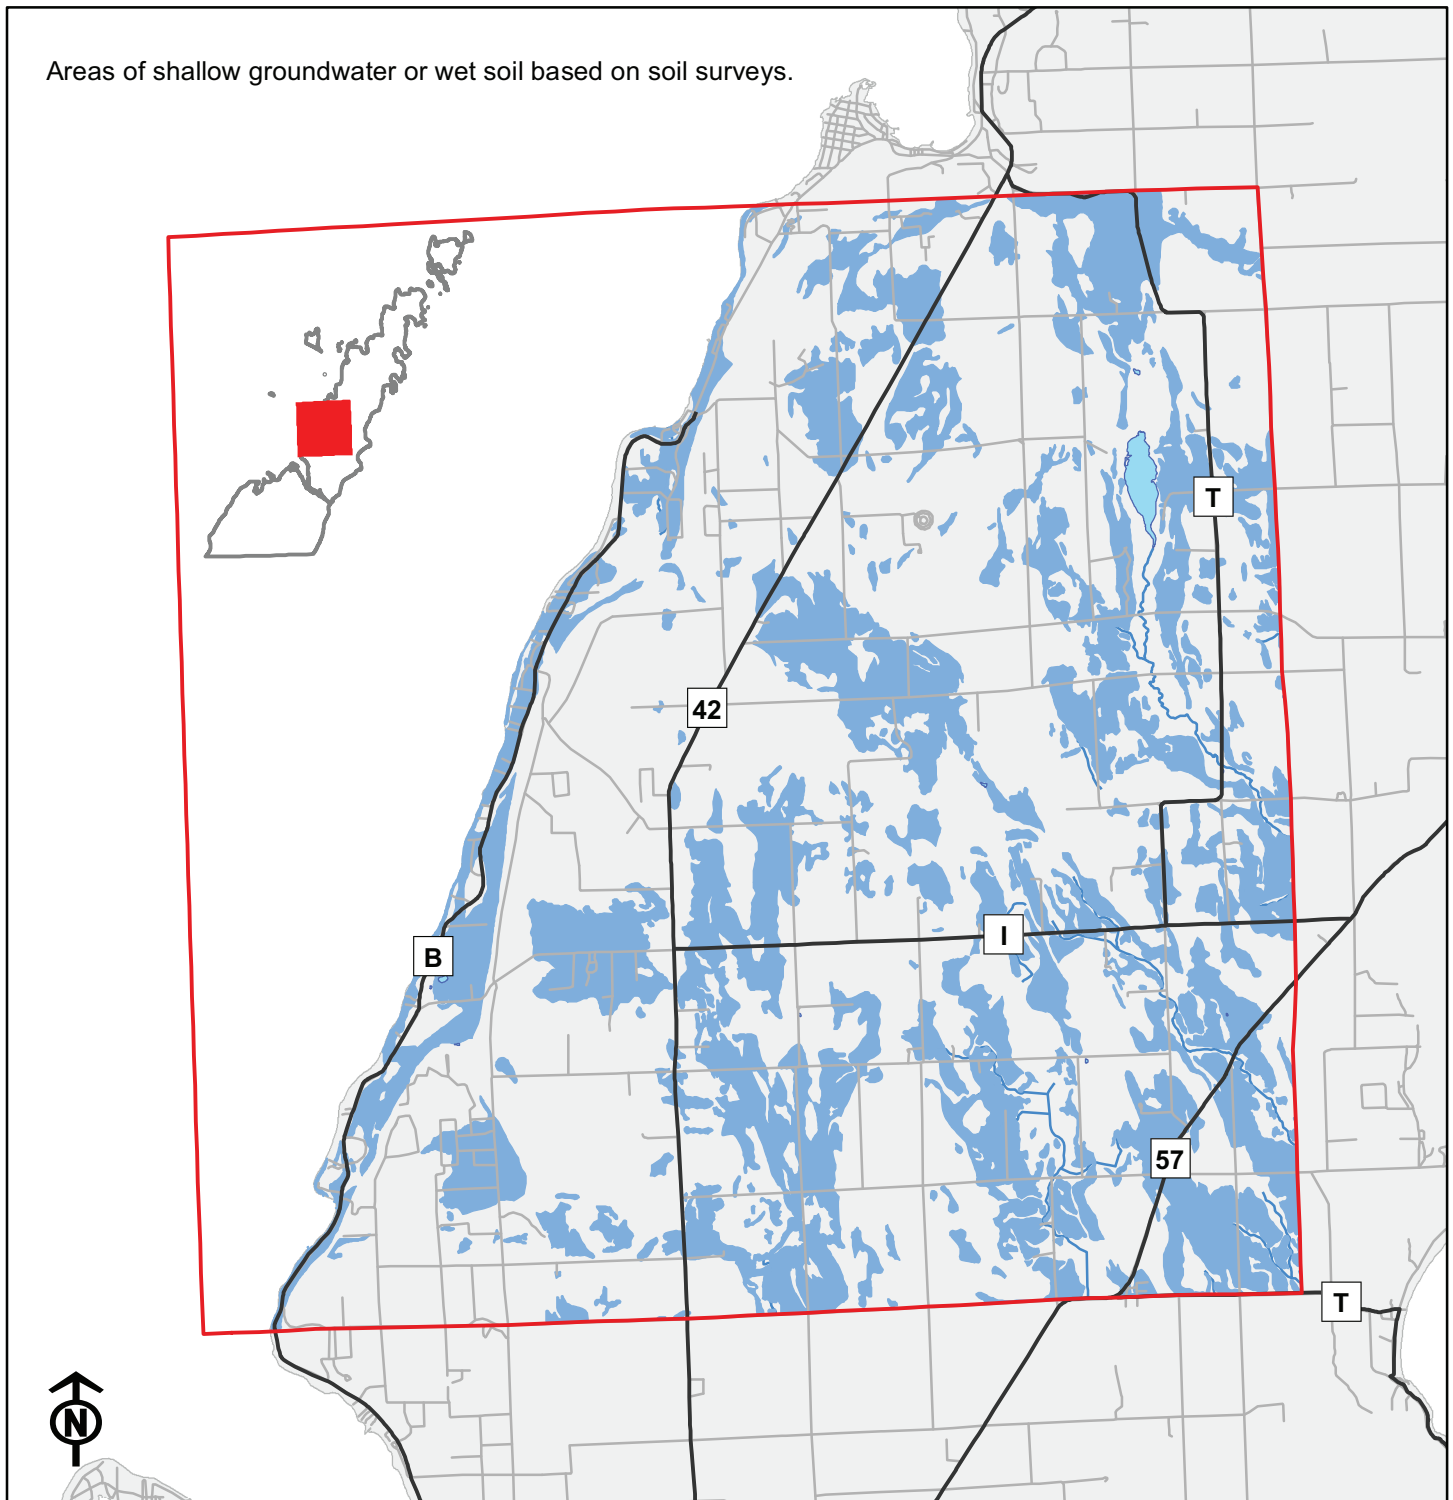 Areas of shallow groundwater or wet soil based on soil surveys.
T
42
I
B
57
T
N